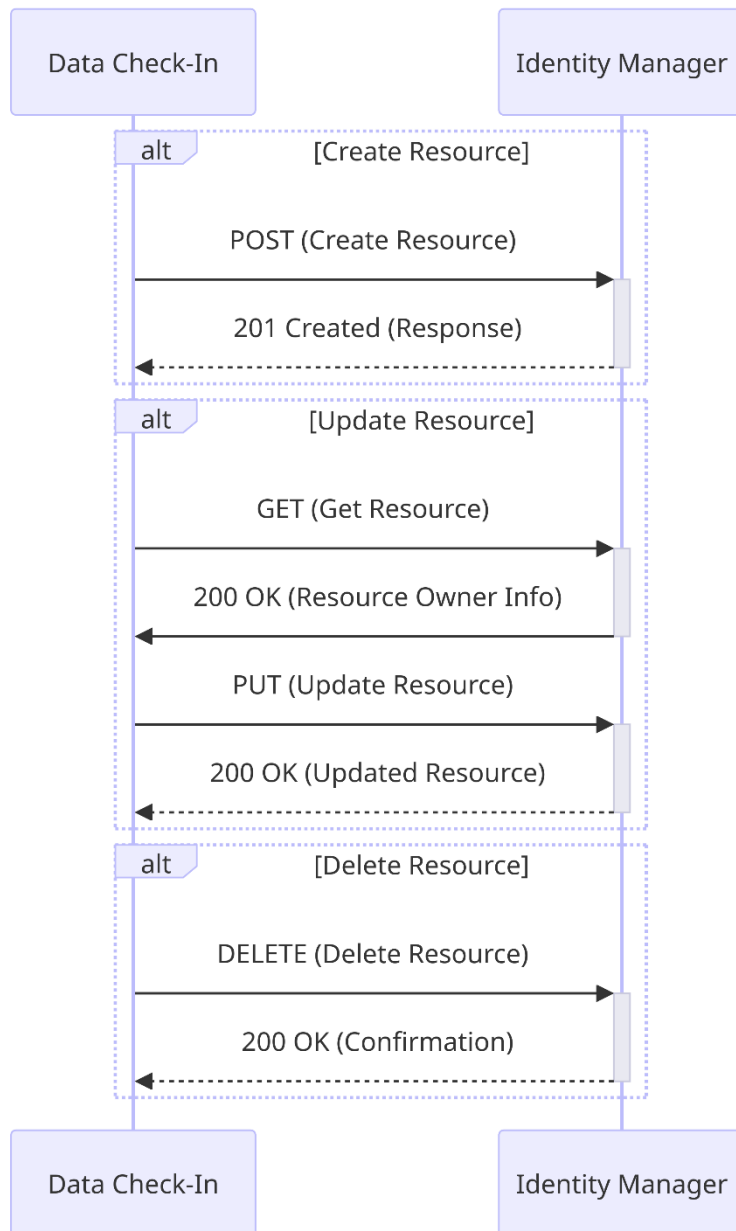 Data Check-In
Identity Manager
alt
[Create Resource]
POST (Create Resource)
201 Created (Response)
alt
[Update Resource]
GET (Get Resource)
200 OK (Resource Owner Info)
PUT (Update Resource)
200 OK (Updated Resource)
alt
[Delete Resource]
DELETE (Delete Resource)
200 OK (Confirmation)
Data Check-In
Identity Manager